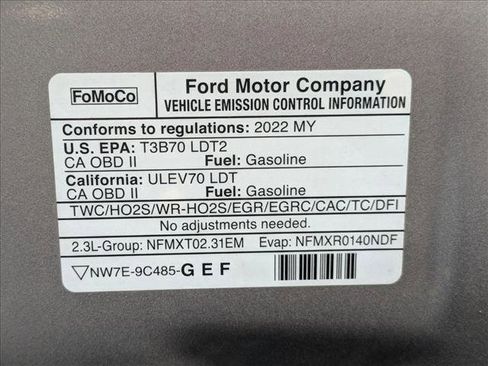 FoMoCo
Ford Motor Company
VEHICLE EMISSION CONTROL INFORMATION
Conforms to regulations: 2022 MY
U.S. EPA: T3B70 LDT2
CA OBD II Fuel: Gasoline
California: ULEV70 LDT
CA OBD II Fuel: Gasoline
TWC/HO2S/WR-HO2S/EGR/EGRC/CAC/TC/DFI
No adjustments needed.
2.3L-Group: NFMXT02.31EM Evap: NFMXR0140NDF
NW7E-9C485-GEF